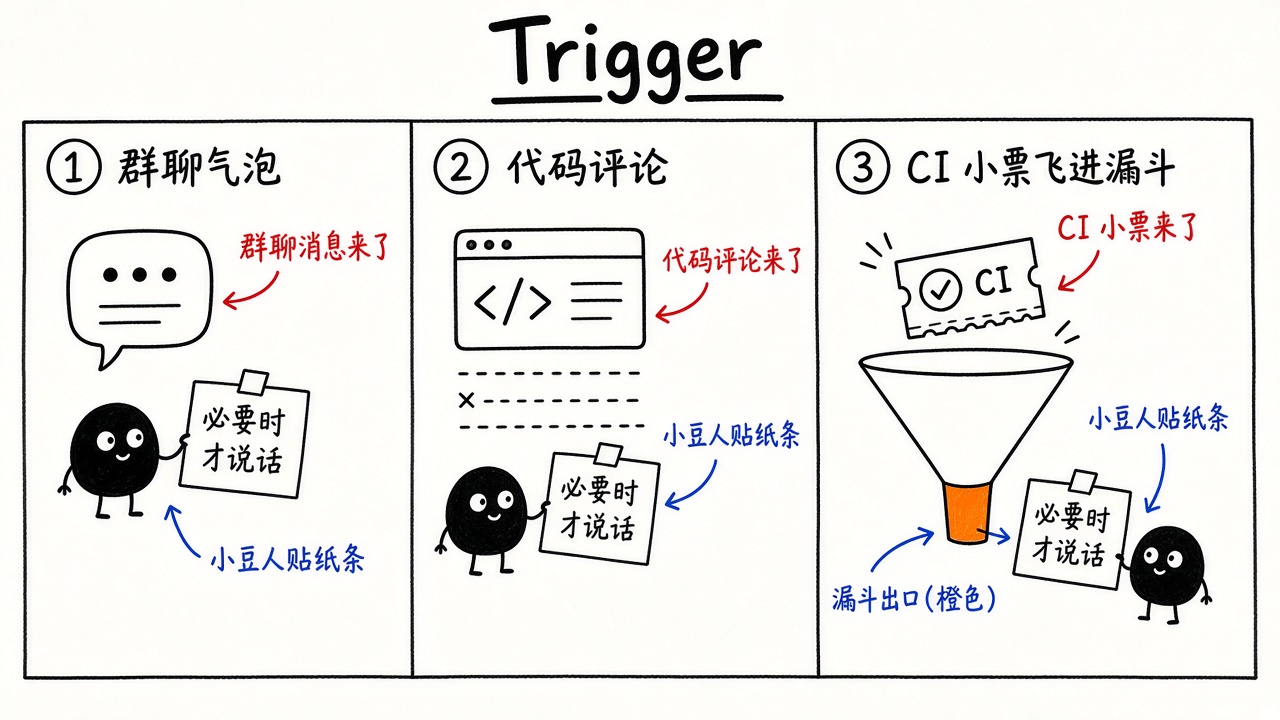 Trigger
① 群聊气泡
群聊消息来了
必要时
才说话
小豆人贴纸条
② 代码评论
代码评论来了
</>
×
小豆人贴纸条
必要时
才说话
③ CI 小票飞进漏斗
CI 小票来了
CI
小豆人贴纸条
必要时
才说话
漏斗出口(橙色)